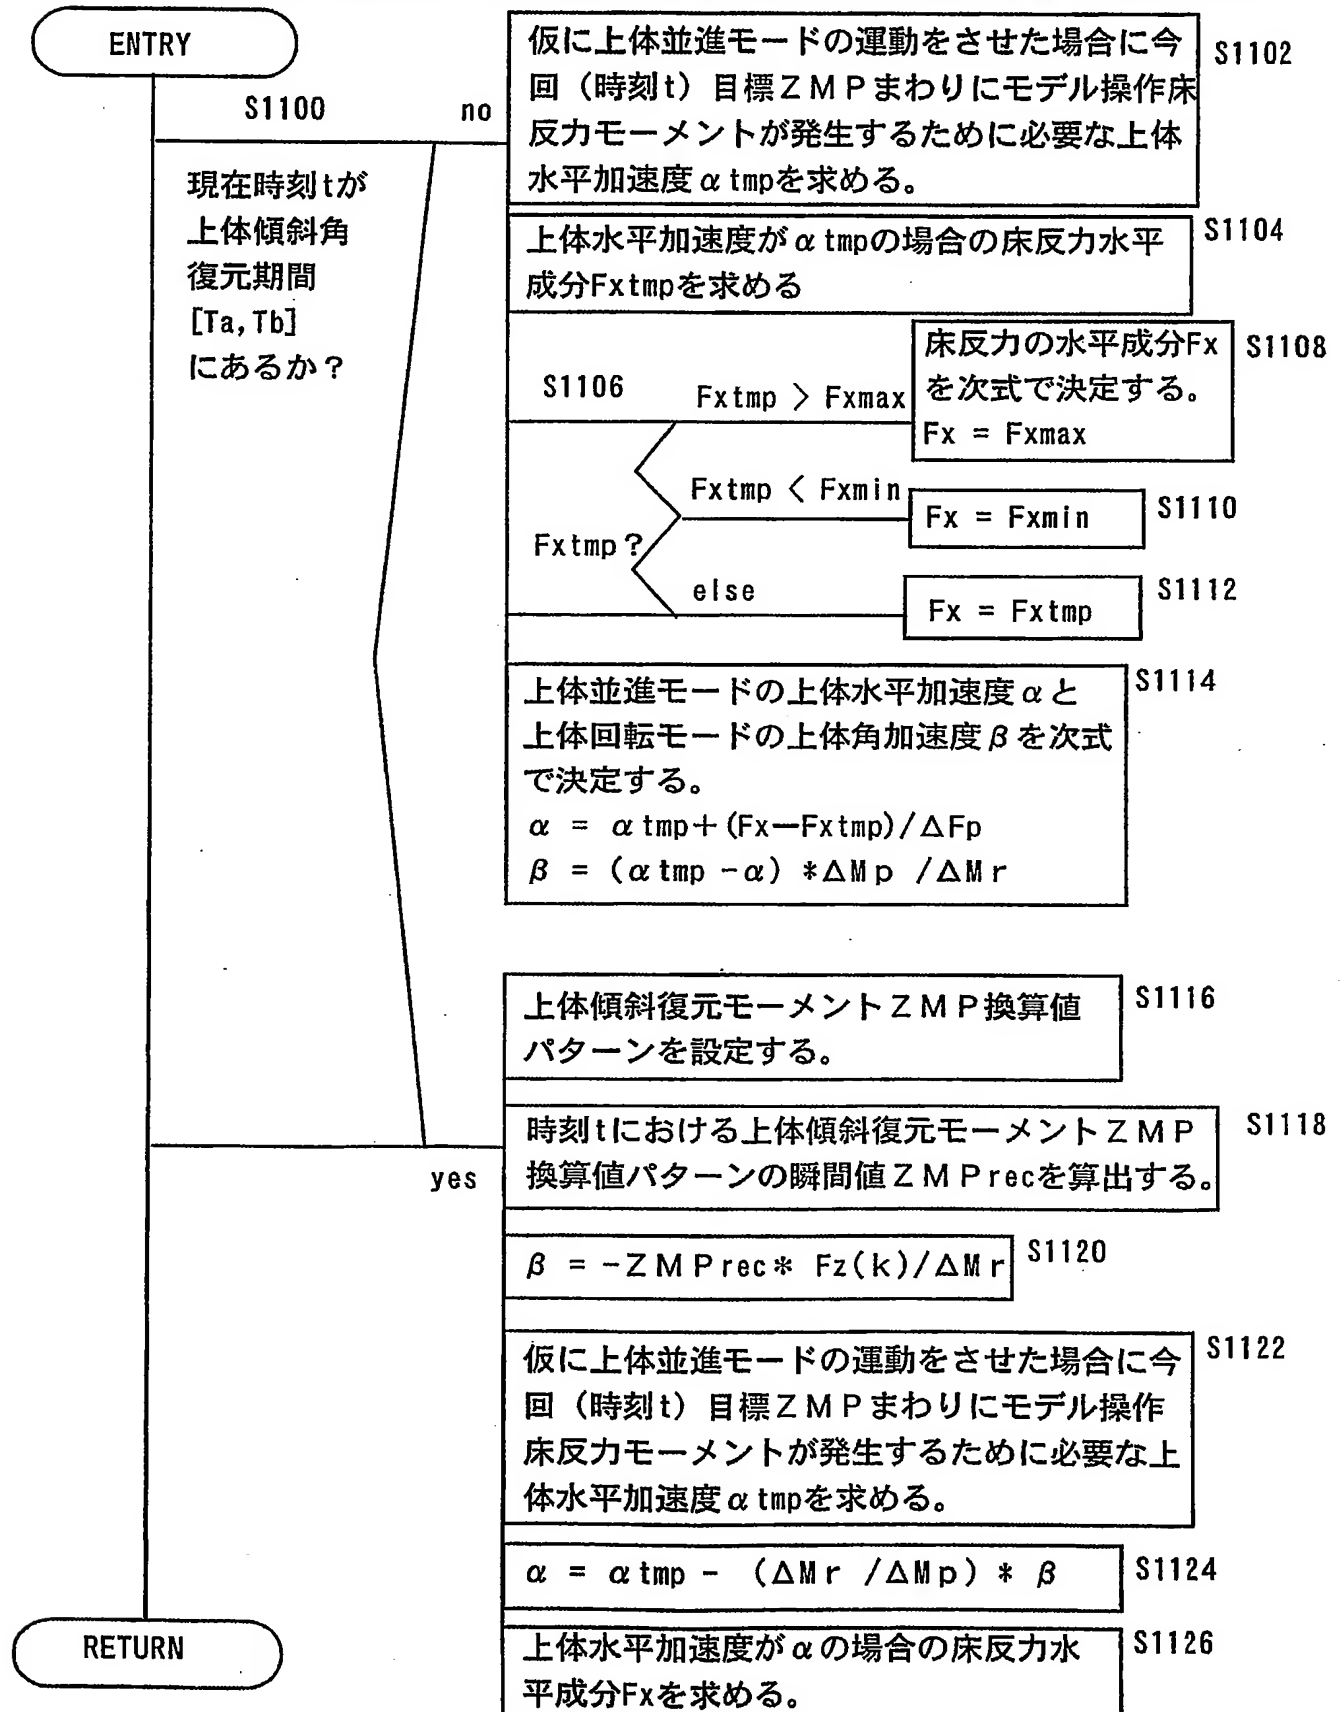 ENTRY
S1100
no
現在時刻tが
上体傾斜角
復元期間
[Ta,Tb]
にあるか？
仮に上体並進モードの運動をさせた場合に今
回（時刻t）目標ＺＭＰまわりにモデル操作床
反力モーメントが発生するために必要な上体
水平加速度αtmpを求める。
S1102
上体水平加速度がαtmpの場合の床反力水平
成分Fxtmpを求める
S1104
S1106
Fxtmp？
Fxtmp > Fxmax
床反力の水平成分Fx
を次式で決定する。
Fx = Fxmax
S1108
Fxtmp < Fxmin
Fx = Fxmin
S1110
else
Fx = Fxtmp
S1112
上体並進モードの上体水平加速度αと
上体回転モードの上体角加速度βを次式
で決定する。
α = αtmp＋(Fx－Fxtmp)/ΔFp
β = (αtmp -α) *ΔMp /ΔMr
S1114
yes
上体傾斜復元モーメントＺＭＰ換算値
パターンを設定する。
S1116
時刻tにおける上体傾斜復元モーメントＺＭＰ
換算値パターンの瞬間値ＺＭPrecを算出する。
S1118
β = -ＺＭPrec* Fz(k)/ΔMr
S1120
仮に上体並進モードの運動をさせた場合に今
回（時刻t）目標ＺＭＰまわりにモデル操作
床反力モーメントが発生するために必要な上
体水平加速度αtmpを求める。
S1122
α = αtmp - (ΔMr /ΔMp) * β
S1124
上体水平加速度がαの場合の床反力水
平成分Fxを求める。
S1126
RETURN